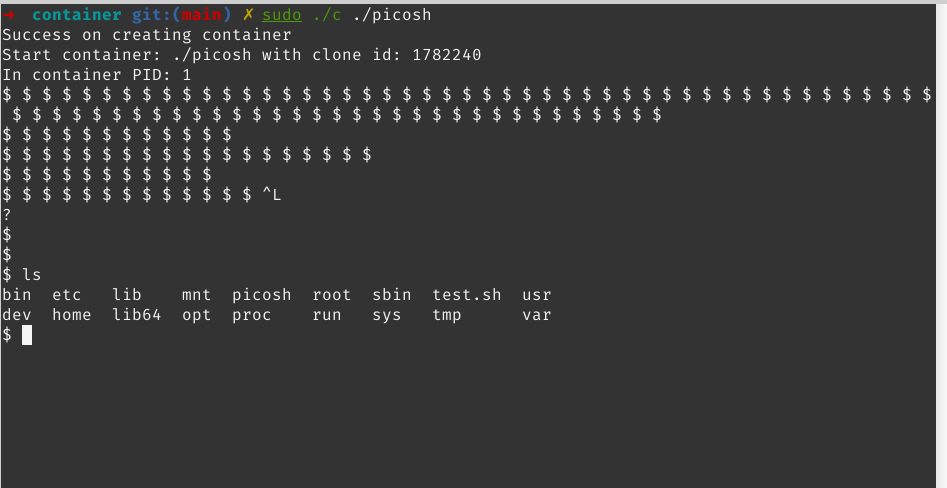 → container git:(main) ✗ sudo ./c ./picosh
Success on creating container
Start container: ./picosh with clone id: 1782240
In container PID: 1
$ $ $ $ $ $ $ $ $ $ $ $ $ $ $ $ $ $ $ $ $ $ $ $ $ $ $ $ $ $ $ $ $ $ $ $ $ $ $ $ $ $ $ $ $ $ $
$ $ $ $ $ $ $ $ $ $ $ $ $ $ $ $ $ $ $ $ $ $ $ $ $ $ $ $ $ $ $ $ $
$ $ $ $ $ $ $ $ $ $ $ $
$ $ $ $ $ $ $ $ $ $ $ $ $ $ $ $ $ $ $
$ $ $ $ $ $ $ $ $ $ $
$ $ $ $ $ $ $ $ $ $ $ $ $ ^L
?
$
$
$ ls
bin  etc   lib    mnt  picosh  root  sbin  test.sh  usr
dev  home  lib64  opt  proc    run   sys   tmp      var
$